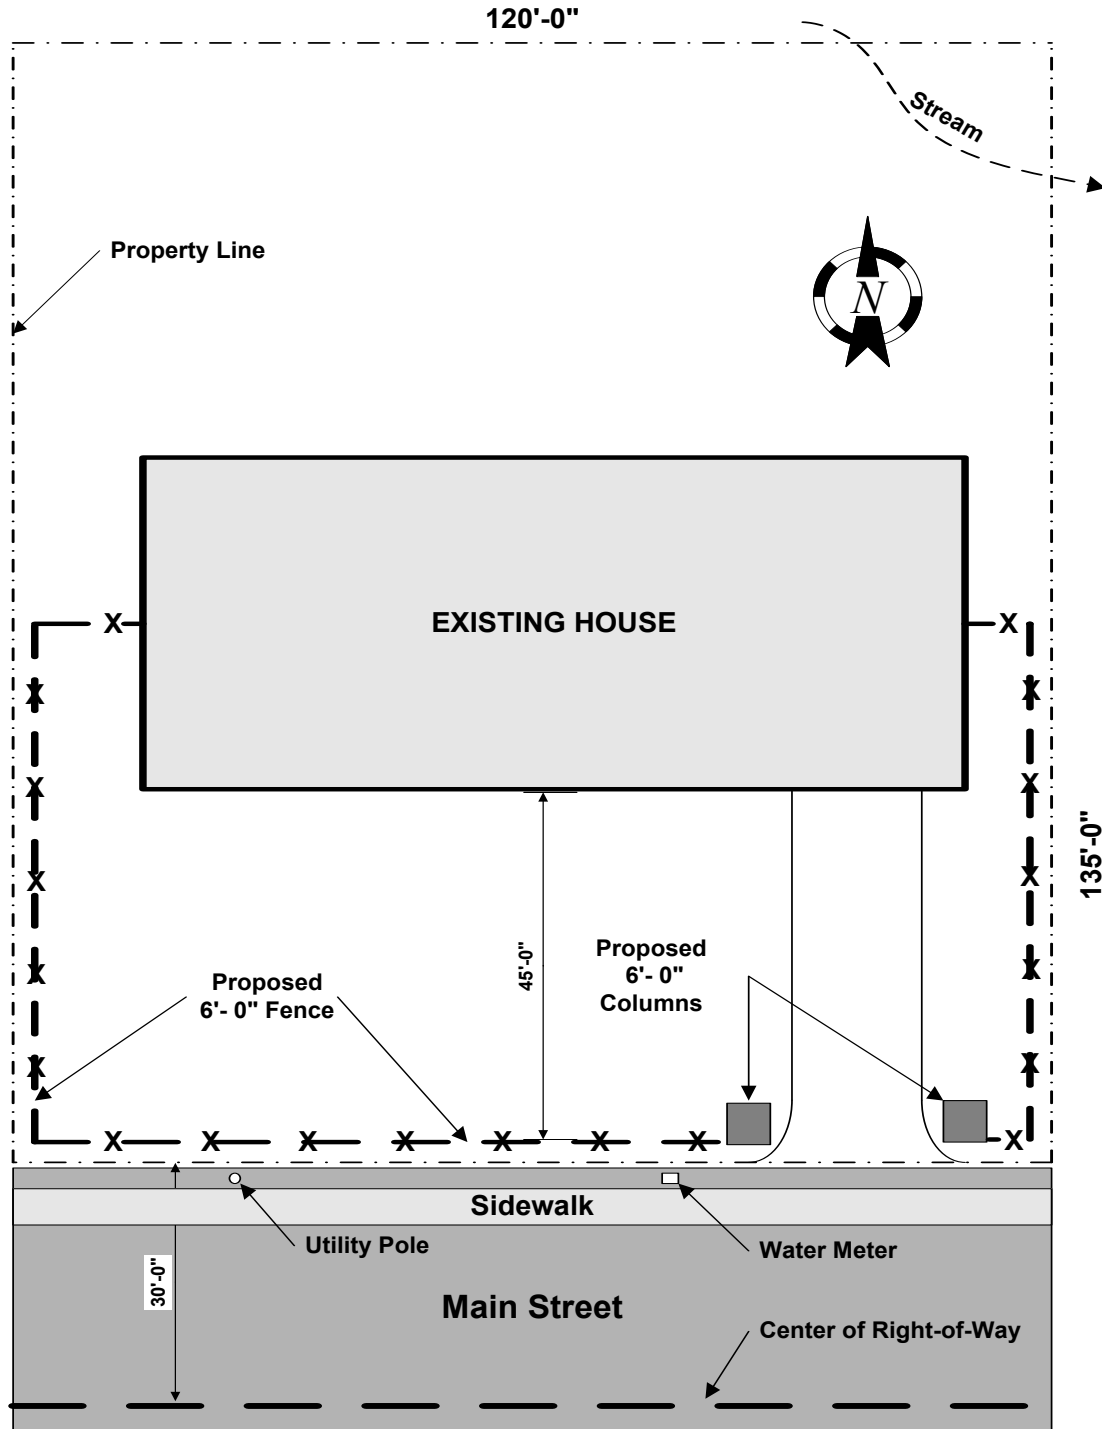 120'-0"
Stream
Property Line
N
EXISTING HOUSE
X
X
X
X
X
X
X
X
X
X
X
X
135'-0"
45'-0"
Proposed
6'- 0"
Columns
Proposed
6'- 0" Fence
X
X
X
X
X
X
X
X
Sidewalk
Utility Pole
Water Meter
30'-0"
Main Street
Center of Right-of-Way